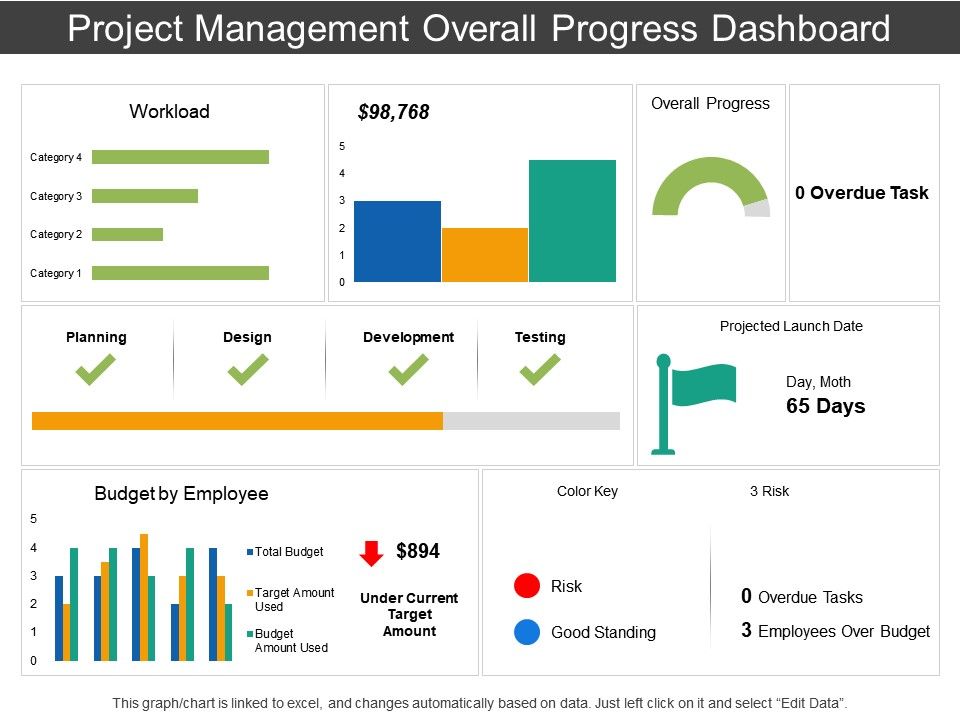 Project Management Overall Progress Dashboard
Workload
Category 4
Category 3
Category 2
Category 1
$98,768
5
4
3
2
1
0
Overall Progress
0 Overdue Task
Planning
Design
Development
Testing
Projected Launch Date
Day, Moth
65 Days
Budget by Employee
5
4
3
2
1
0
Total Budget
Target Amount
Used
Budget
Amount Used
$894
Under Current
Target
Amount
Color Key
Risk
Good Standing
3 Risk
0 Overdue Tasks
3 Employees Over Budget
This graph/chart is linked to excel, and changes automatically based on data. Just left click on it and select “Edit Data”.